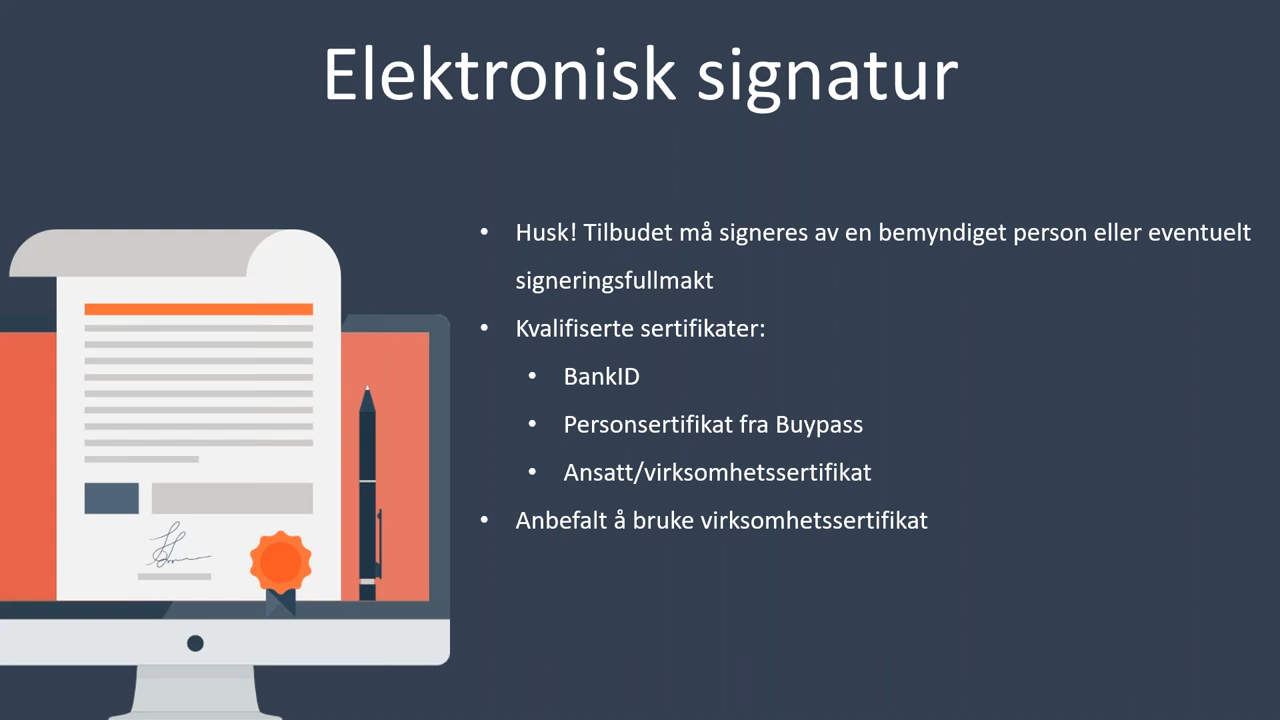 Elektronisk signatur
• Husk! Tilbudet må signeres av en bemyndiget person eller eventuelt
signeringsfullmakt
• Kvalifiserte sertifikater:
• BankID
• Personsertifikat fra Buypass
• Ansatt/virksomhetssertifikat
• Anbefalt å bruke virksomhetssertifikat